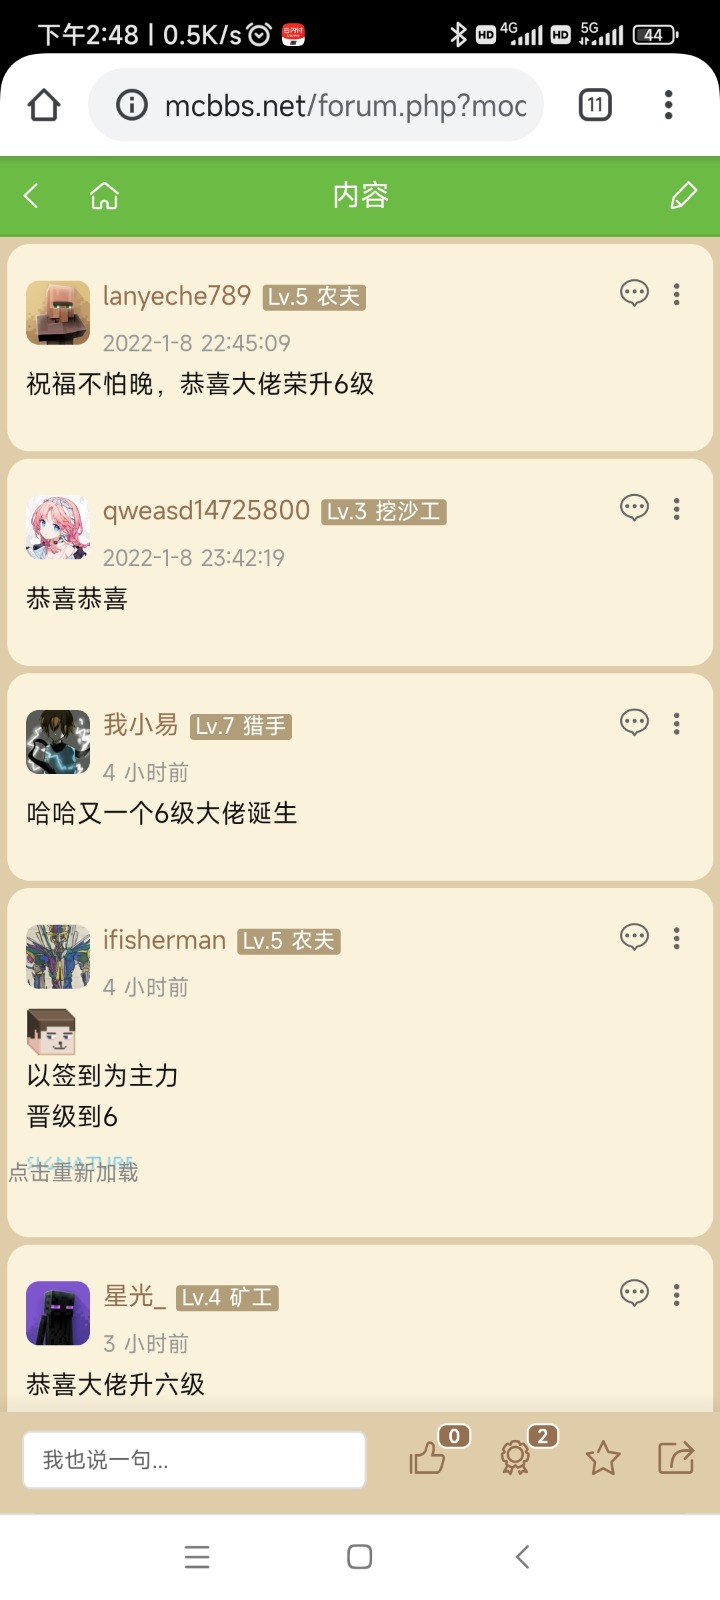 下午2:48 | 0.5K/s
HD 4G HD 5G 44
mcbbs.net/forum.php?moc
11
内容
lanyeche789 Lv.5 农夫
2022-1-8 22:45:09
祝福不怕晚，恭喜大佬荣升6级
qweasd14725800 Lv.3 挖沙工
2022-1-8 23:42:19
恭喜恭喜
我小易 Lv.7 猎手
4 小时前
哈哈又一个6级大佬诞生
ifisherman Lv.5 农夫
4 小时前
以签到为主力
晋级到6
SIGNATURE
点击重新加载
星光_ Lv.4 矿工
3 小时前
恭喜大佬升六级
我也说一句...
0
2